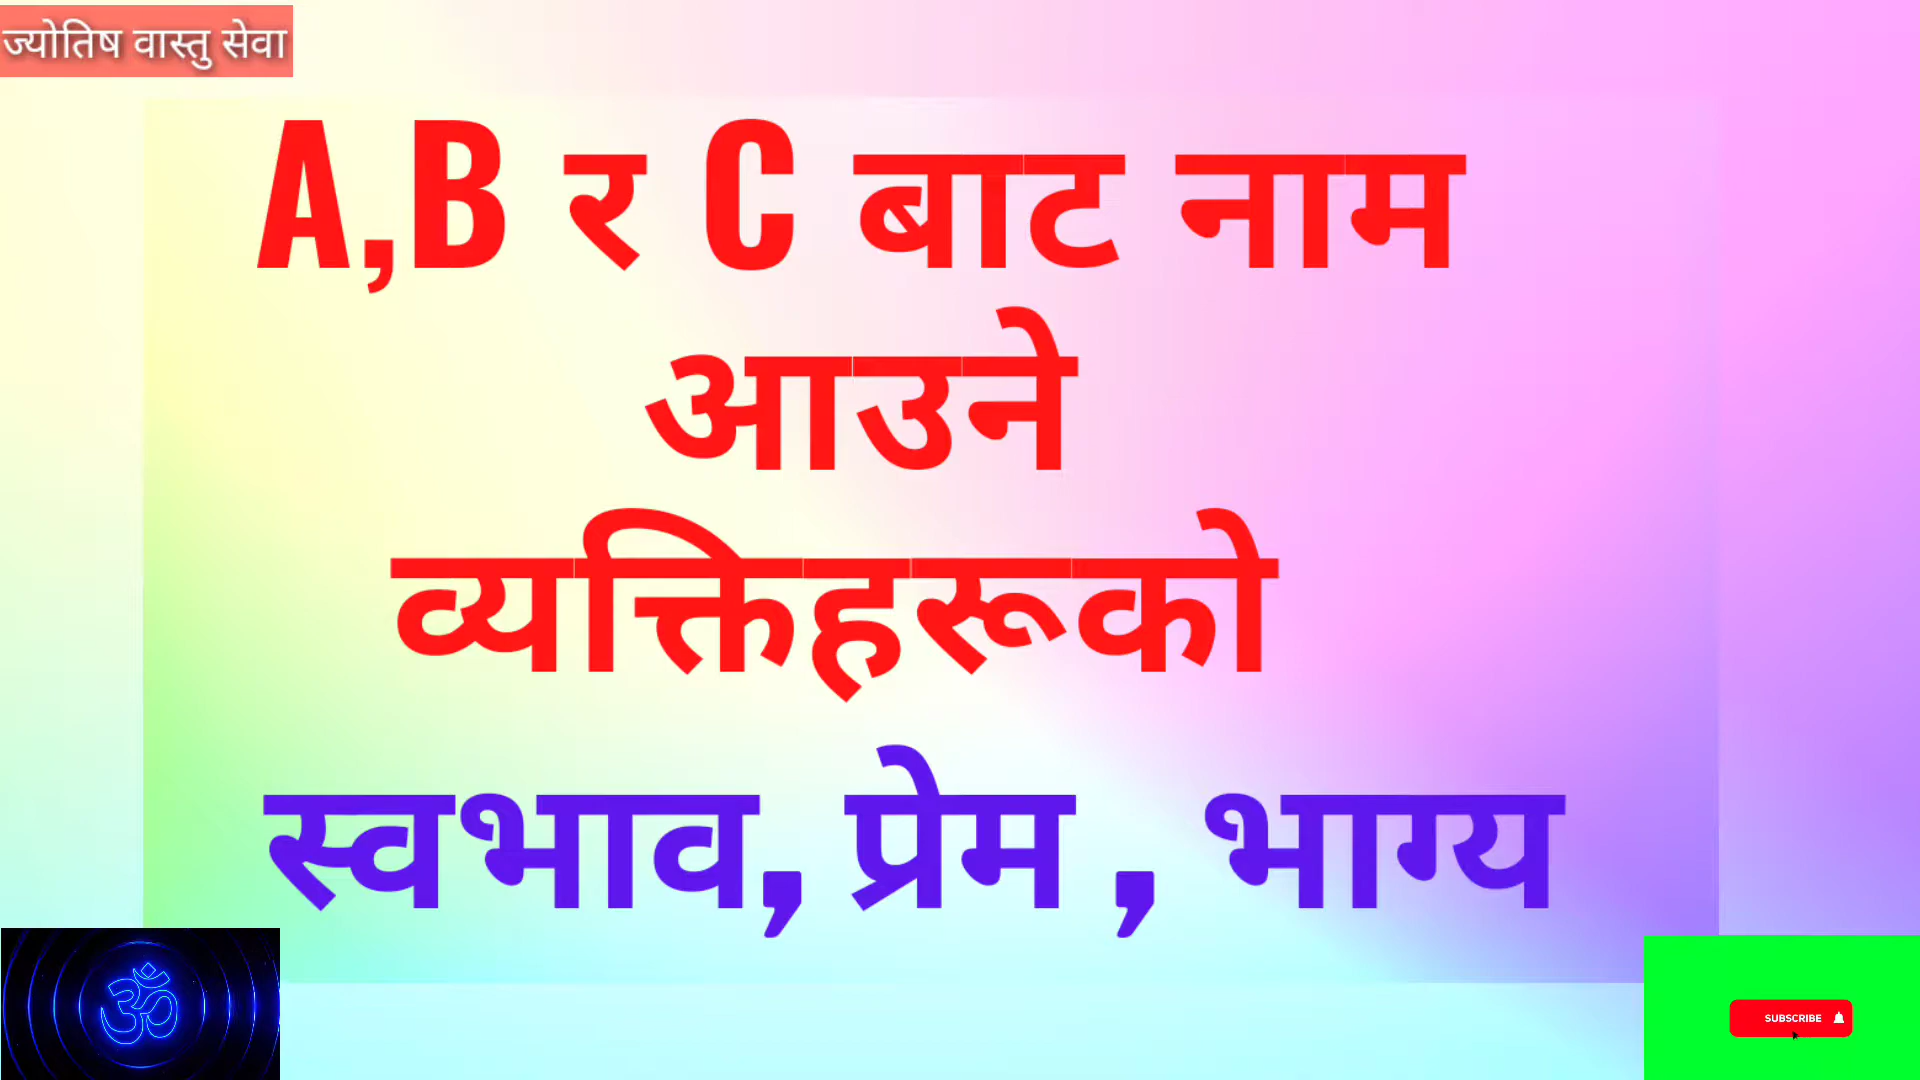 ज्योतिष वास्तु सेवा
A,B र C बाट नाम
आउने
व्यक्तिहरूको
स्वभाव, प्रेम , भाग्य
ॐ
SUBSCRIBE